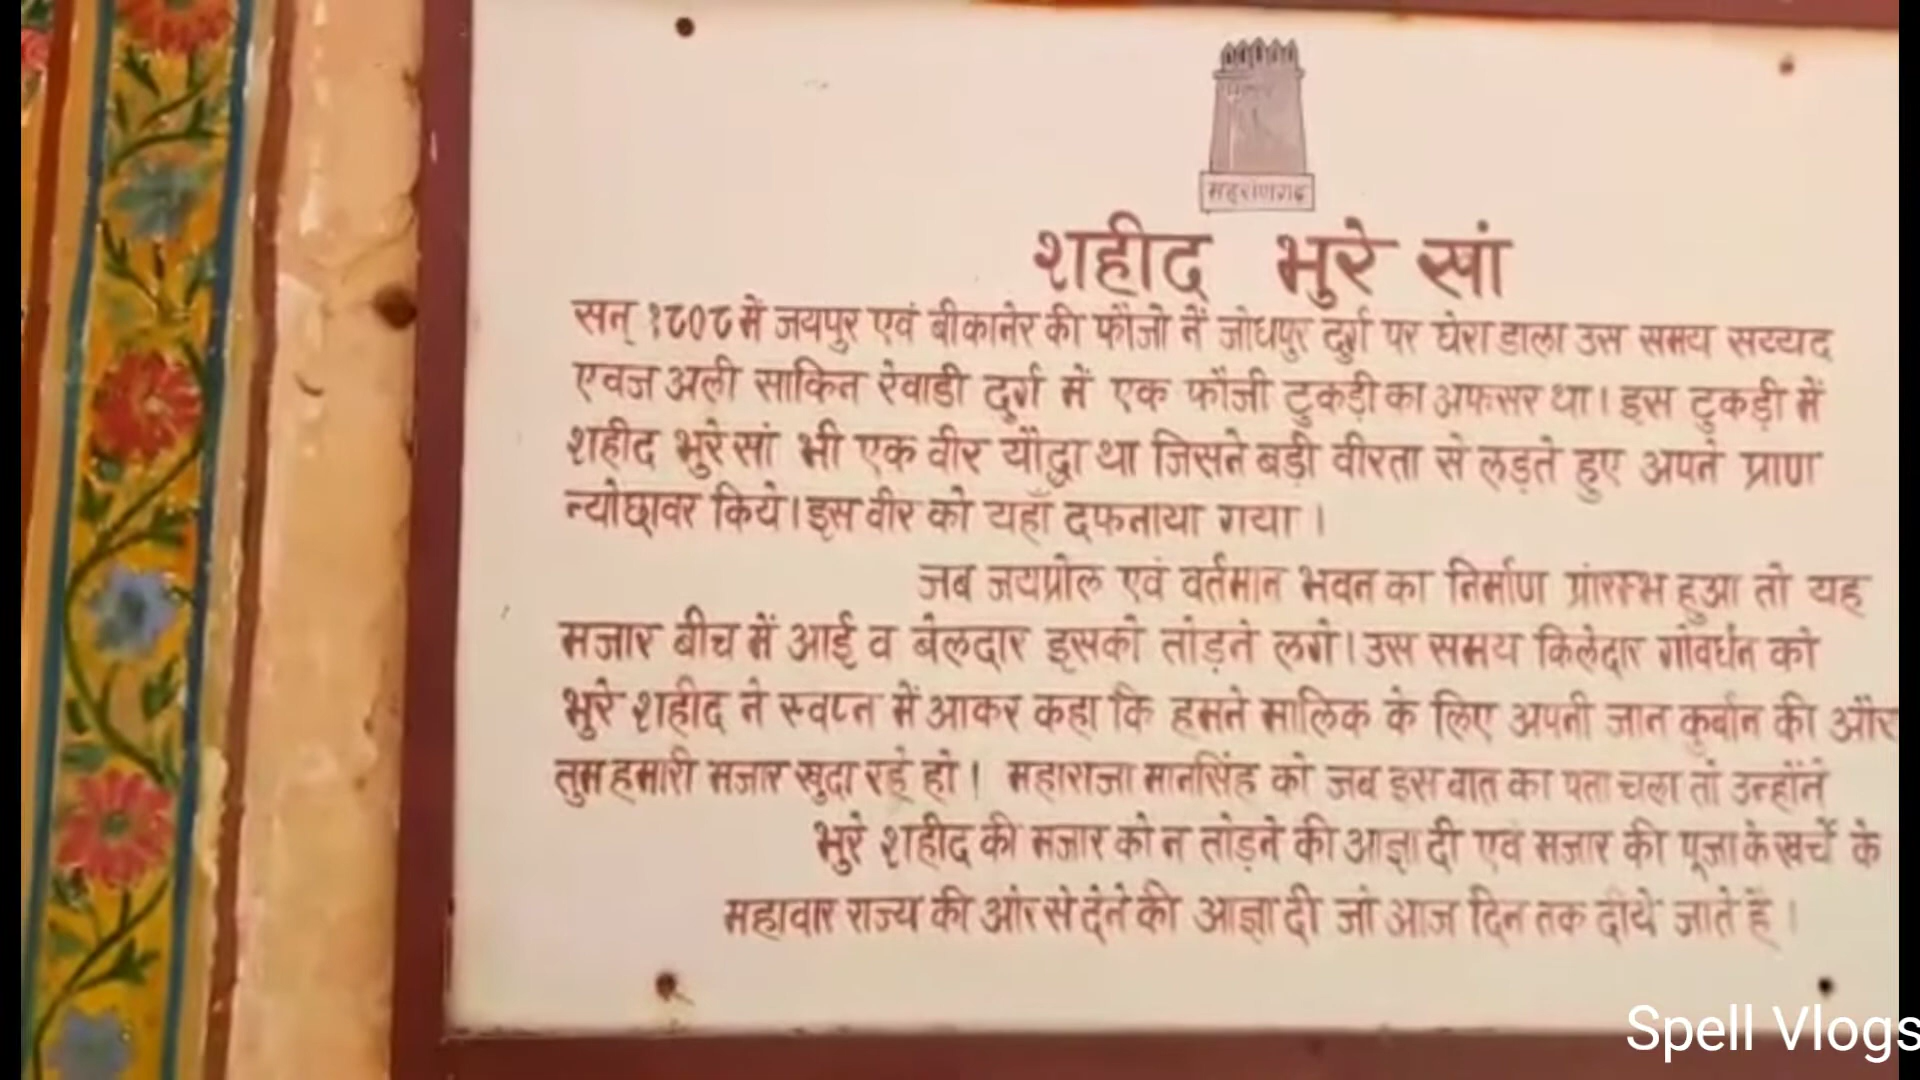 मेहरानगढ़
शहीद भुरे खां
सन् १८०८ में जयपुर एवं बीकानेर की फौजो नें जोधपुर दुर्ग पर घेरा डाला उस समय सय्यद
एवज अली साकिन रेवाडी दुर्ग में एक फौजी टुकड़ी का अफसर था। इस टुकड़ी में
शहीद भुरे खां भी एक वीर यौद्धा था जिसने बड़ी वीरता से लड़ते हुए अपने प्राण
न्योछावर किये। इस वीर को यहाँ दफनाया गया।
जब जयप्रोल एवं वर्तमान भवन का निर्माण प्रांरम्भ हुआ तो यह
मजार बीच में आई व बेलदार इसको तोड़ने लगे। उस समय किलेदार गोवर्धन को
भुरे शहीद ने स्वप्न में आकर कहा कि हमने मालिक के लिए अपनी जान कुर्बान की और
तुम हमारी मजार खुदा रहे हो। महाराजा मानसिंह को जब इस बात का पता चला तो उन्होंने
भुरे शहीद की मजार को न तोड़ने की आज्ञा दी एवं मजार की पूजा के खर्चे के
महावार राज्य की ओर से देने की आज्ञा दी जो आज दिन तक दीये जाते है।
Spell Vlogs